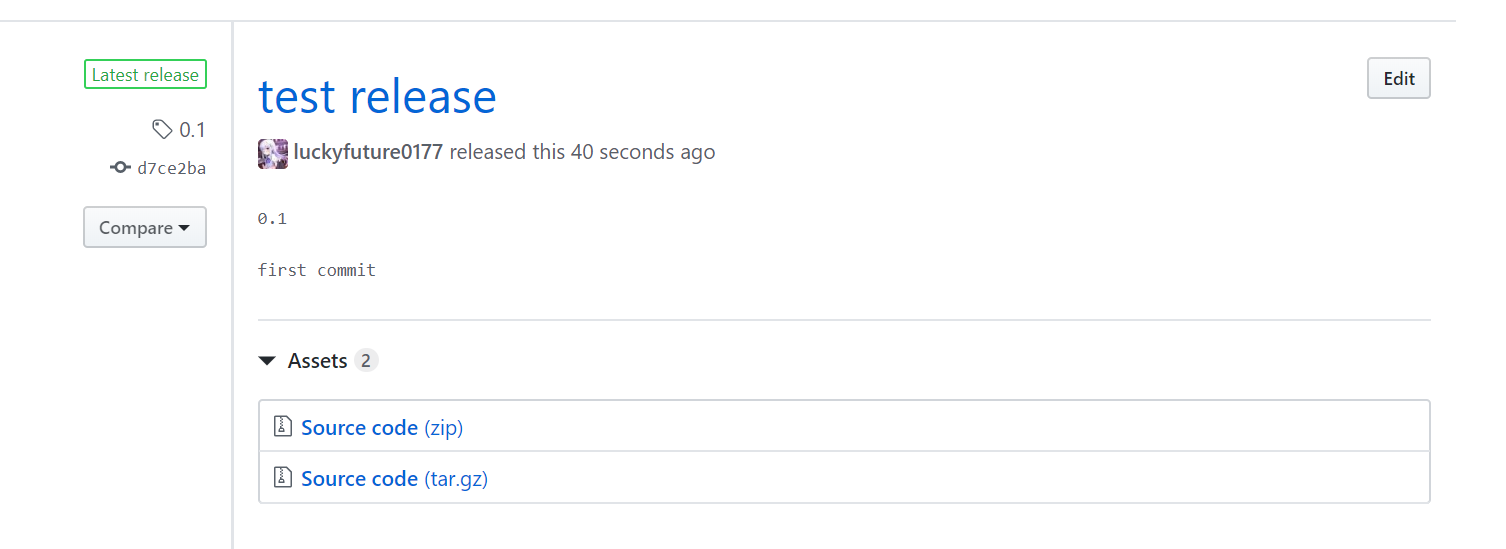 Latest release
0.1
d7ce2ba
Compare
test release
Edit
luckyfuture0177 released this 40 seconds ago
0.1
first commit
Assets 2
Source code (zip)
Source code (tar.gz)